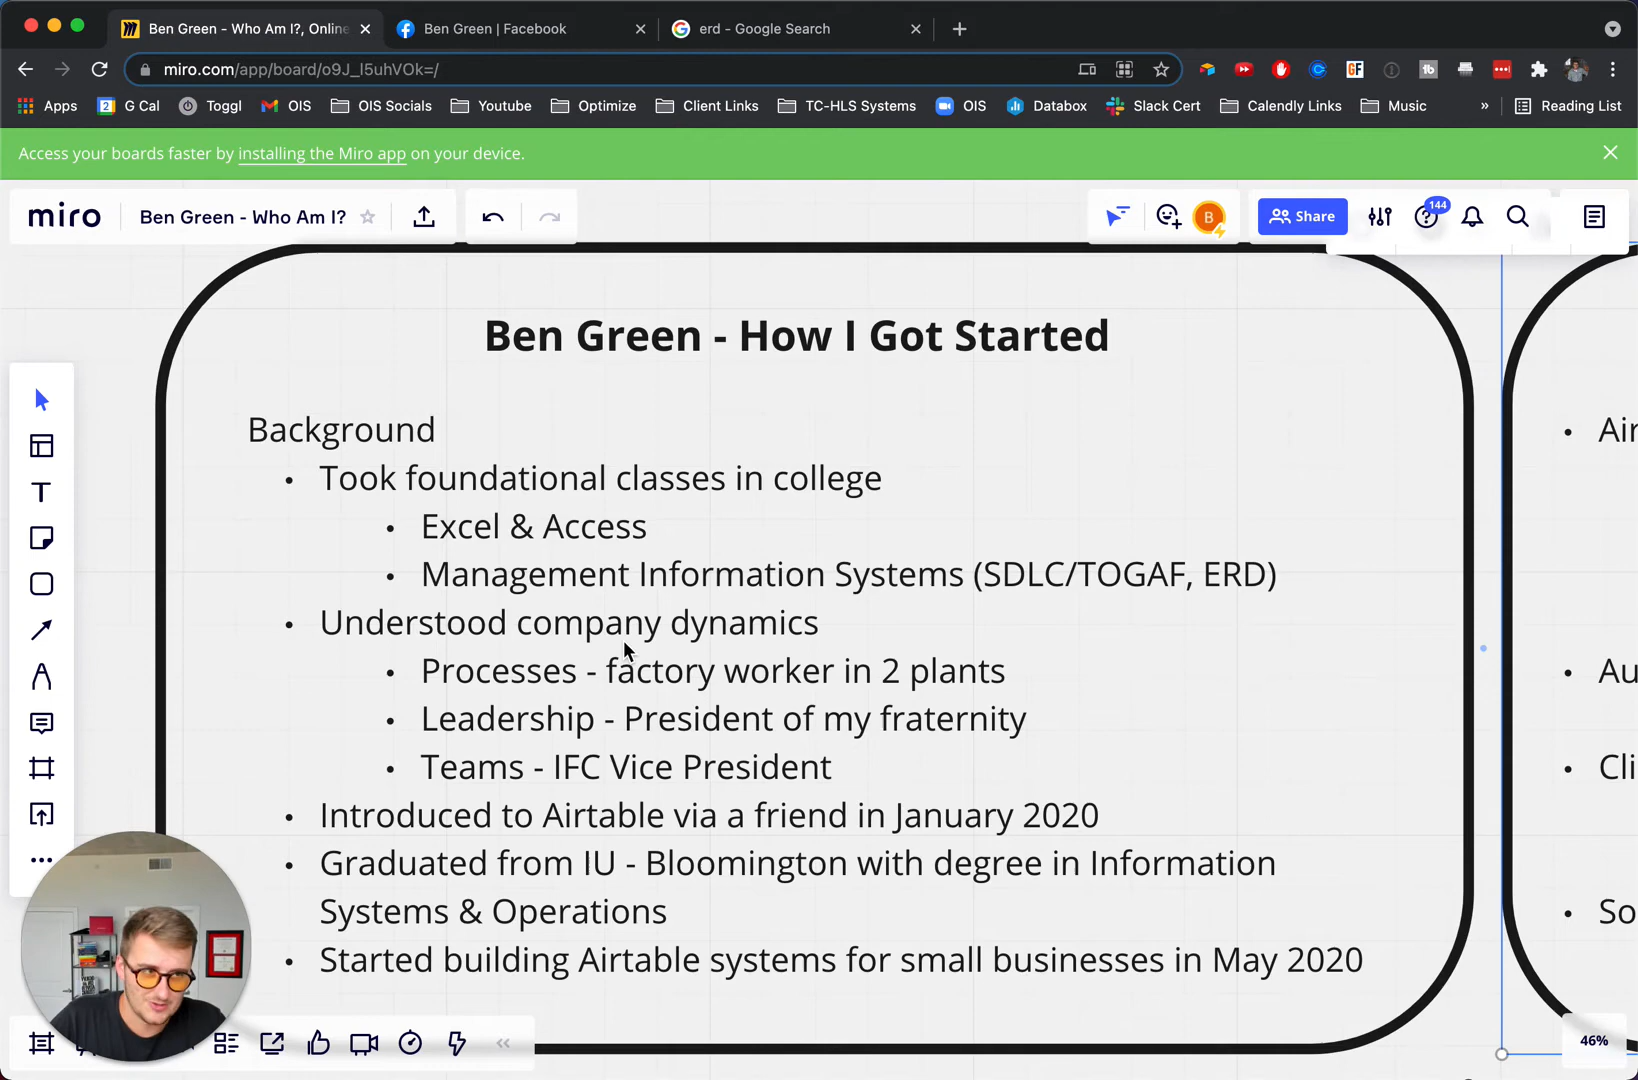 Ben Green - Who Am I?, Online
Ben Green | Facebook
erd - Google Search
miro.com/app/board/o9J_l5uhVOk=/
GF
tb
Apps
2
G Cal
Toggl
OIS
OIS Socials
Youtube
Optimize
Client Links
TC-HLS Systems
OIS
Databox
Slack Cert
Calendly Links
Music
»
Reading List
Access your boards faster by installing the Miro app on your device.
miro
Ben Green - Who Am I?
B
Share
144
Ben Green - How I Got Started
Background
• Took foundational classes in college
• Excel & Access
• Management Information Systems (SDLC/TOGAF, ERD)
• Understood company dynamics
• Processes - factory worker in 2 plants
• Leadership - President of my fraternity
• Teams - IFC Vice President
• Introduced to Airtable via a friend in January 2020
• Graduated from IU - Bloomington with degree in Information
Systems & Operations
• Started building Airtable systems for small businesses in May 2020
• Air
• Au
• Cli
• So
46%